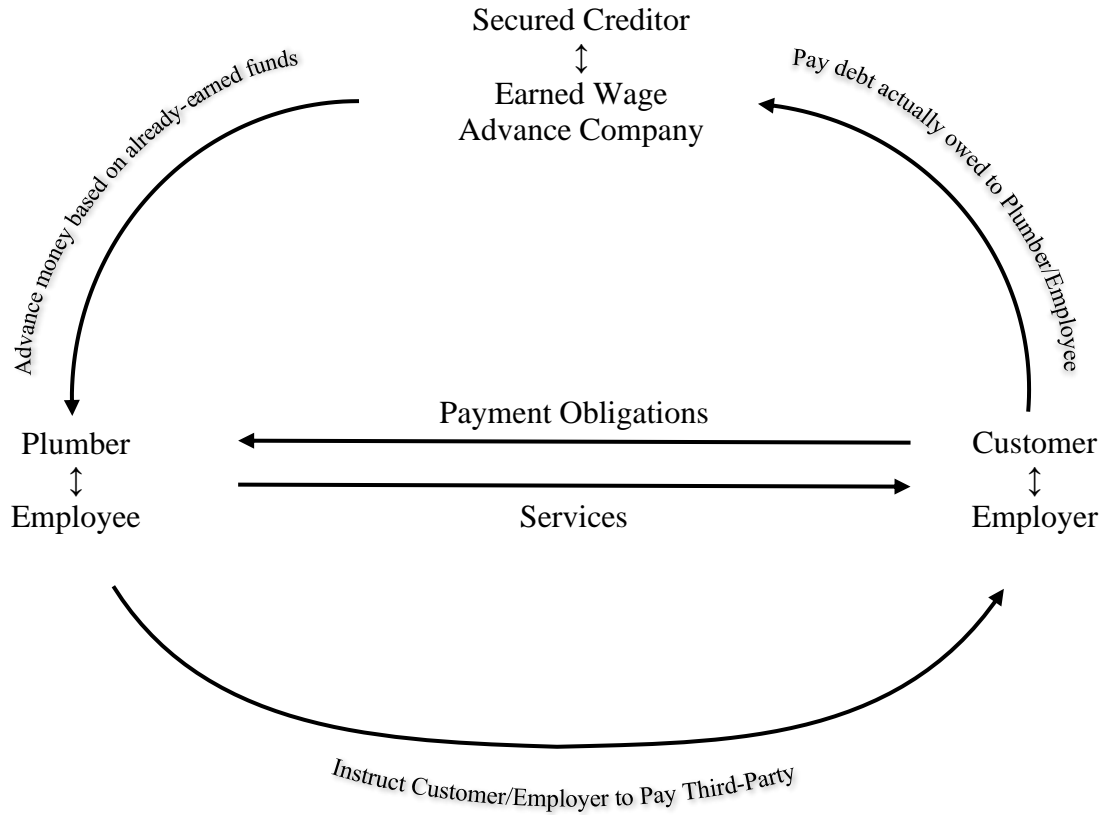 Secured Creditor
↕
Earned Wage
Advance Company
Advance money based on already-earned funds
Pay debt actually owed to Plumber/Employee
Payment Obligations
Plumber
↕
Employee
Customer
↕
Employer
Services
Instruct Customer/Employer to Pay Third-Party